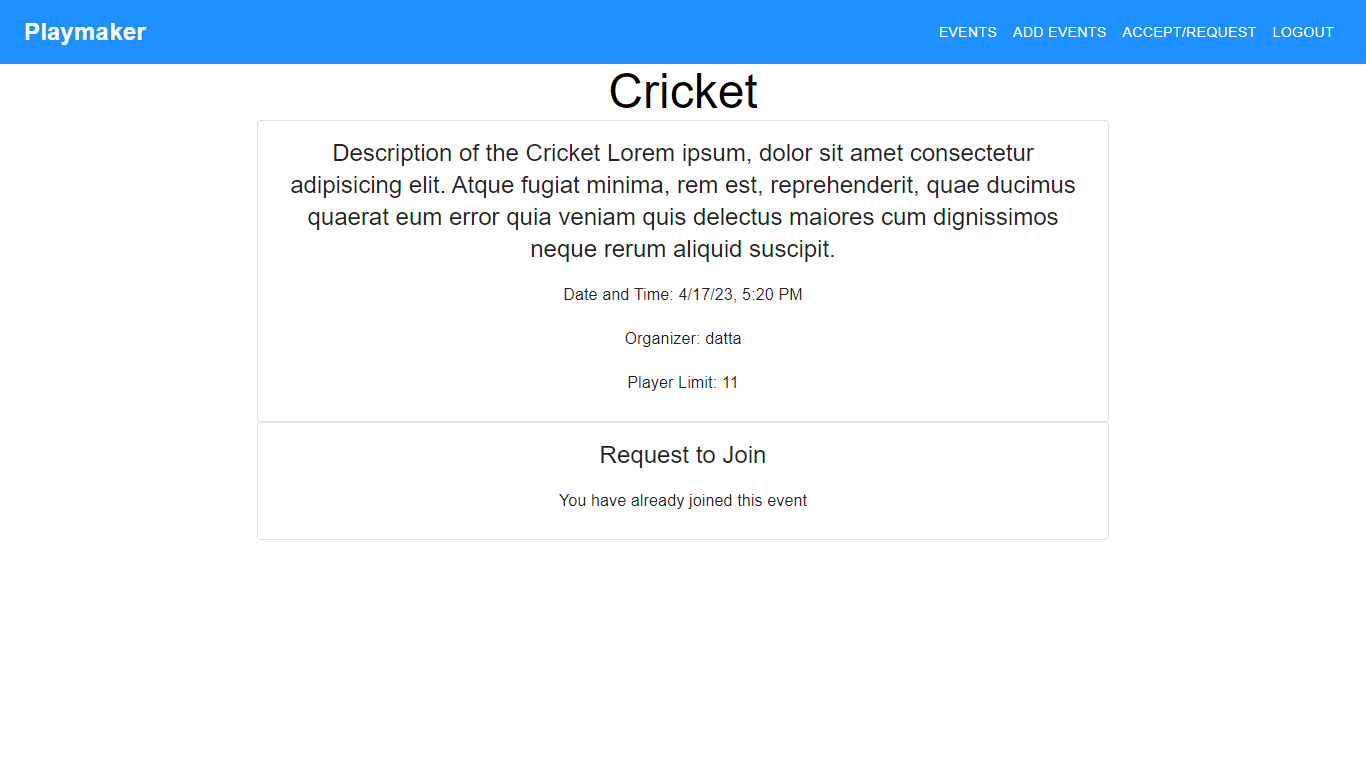 Playmaker
EVENTS ADD EVENTS ACCEPT/REQUEST LOGOUT
Cricket
Description of the Cricket Lorem ipsum, dolor sit amet consectetur
adipisicing elit. Atque fugiat minima, rem est, reprehenderit, quae ducimus
quaerat eum error quia veniam quis delectus maiores cum dignissimos
neque rerum aliquid suscipit.
Date and Time: 4/17/23, 5:20 PM
Organizer: datta
Player Limit: 11
Request to Join
You have already joined this event